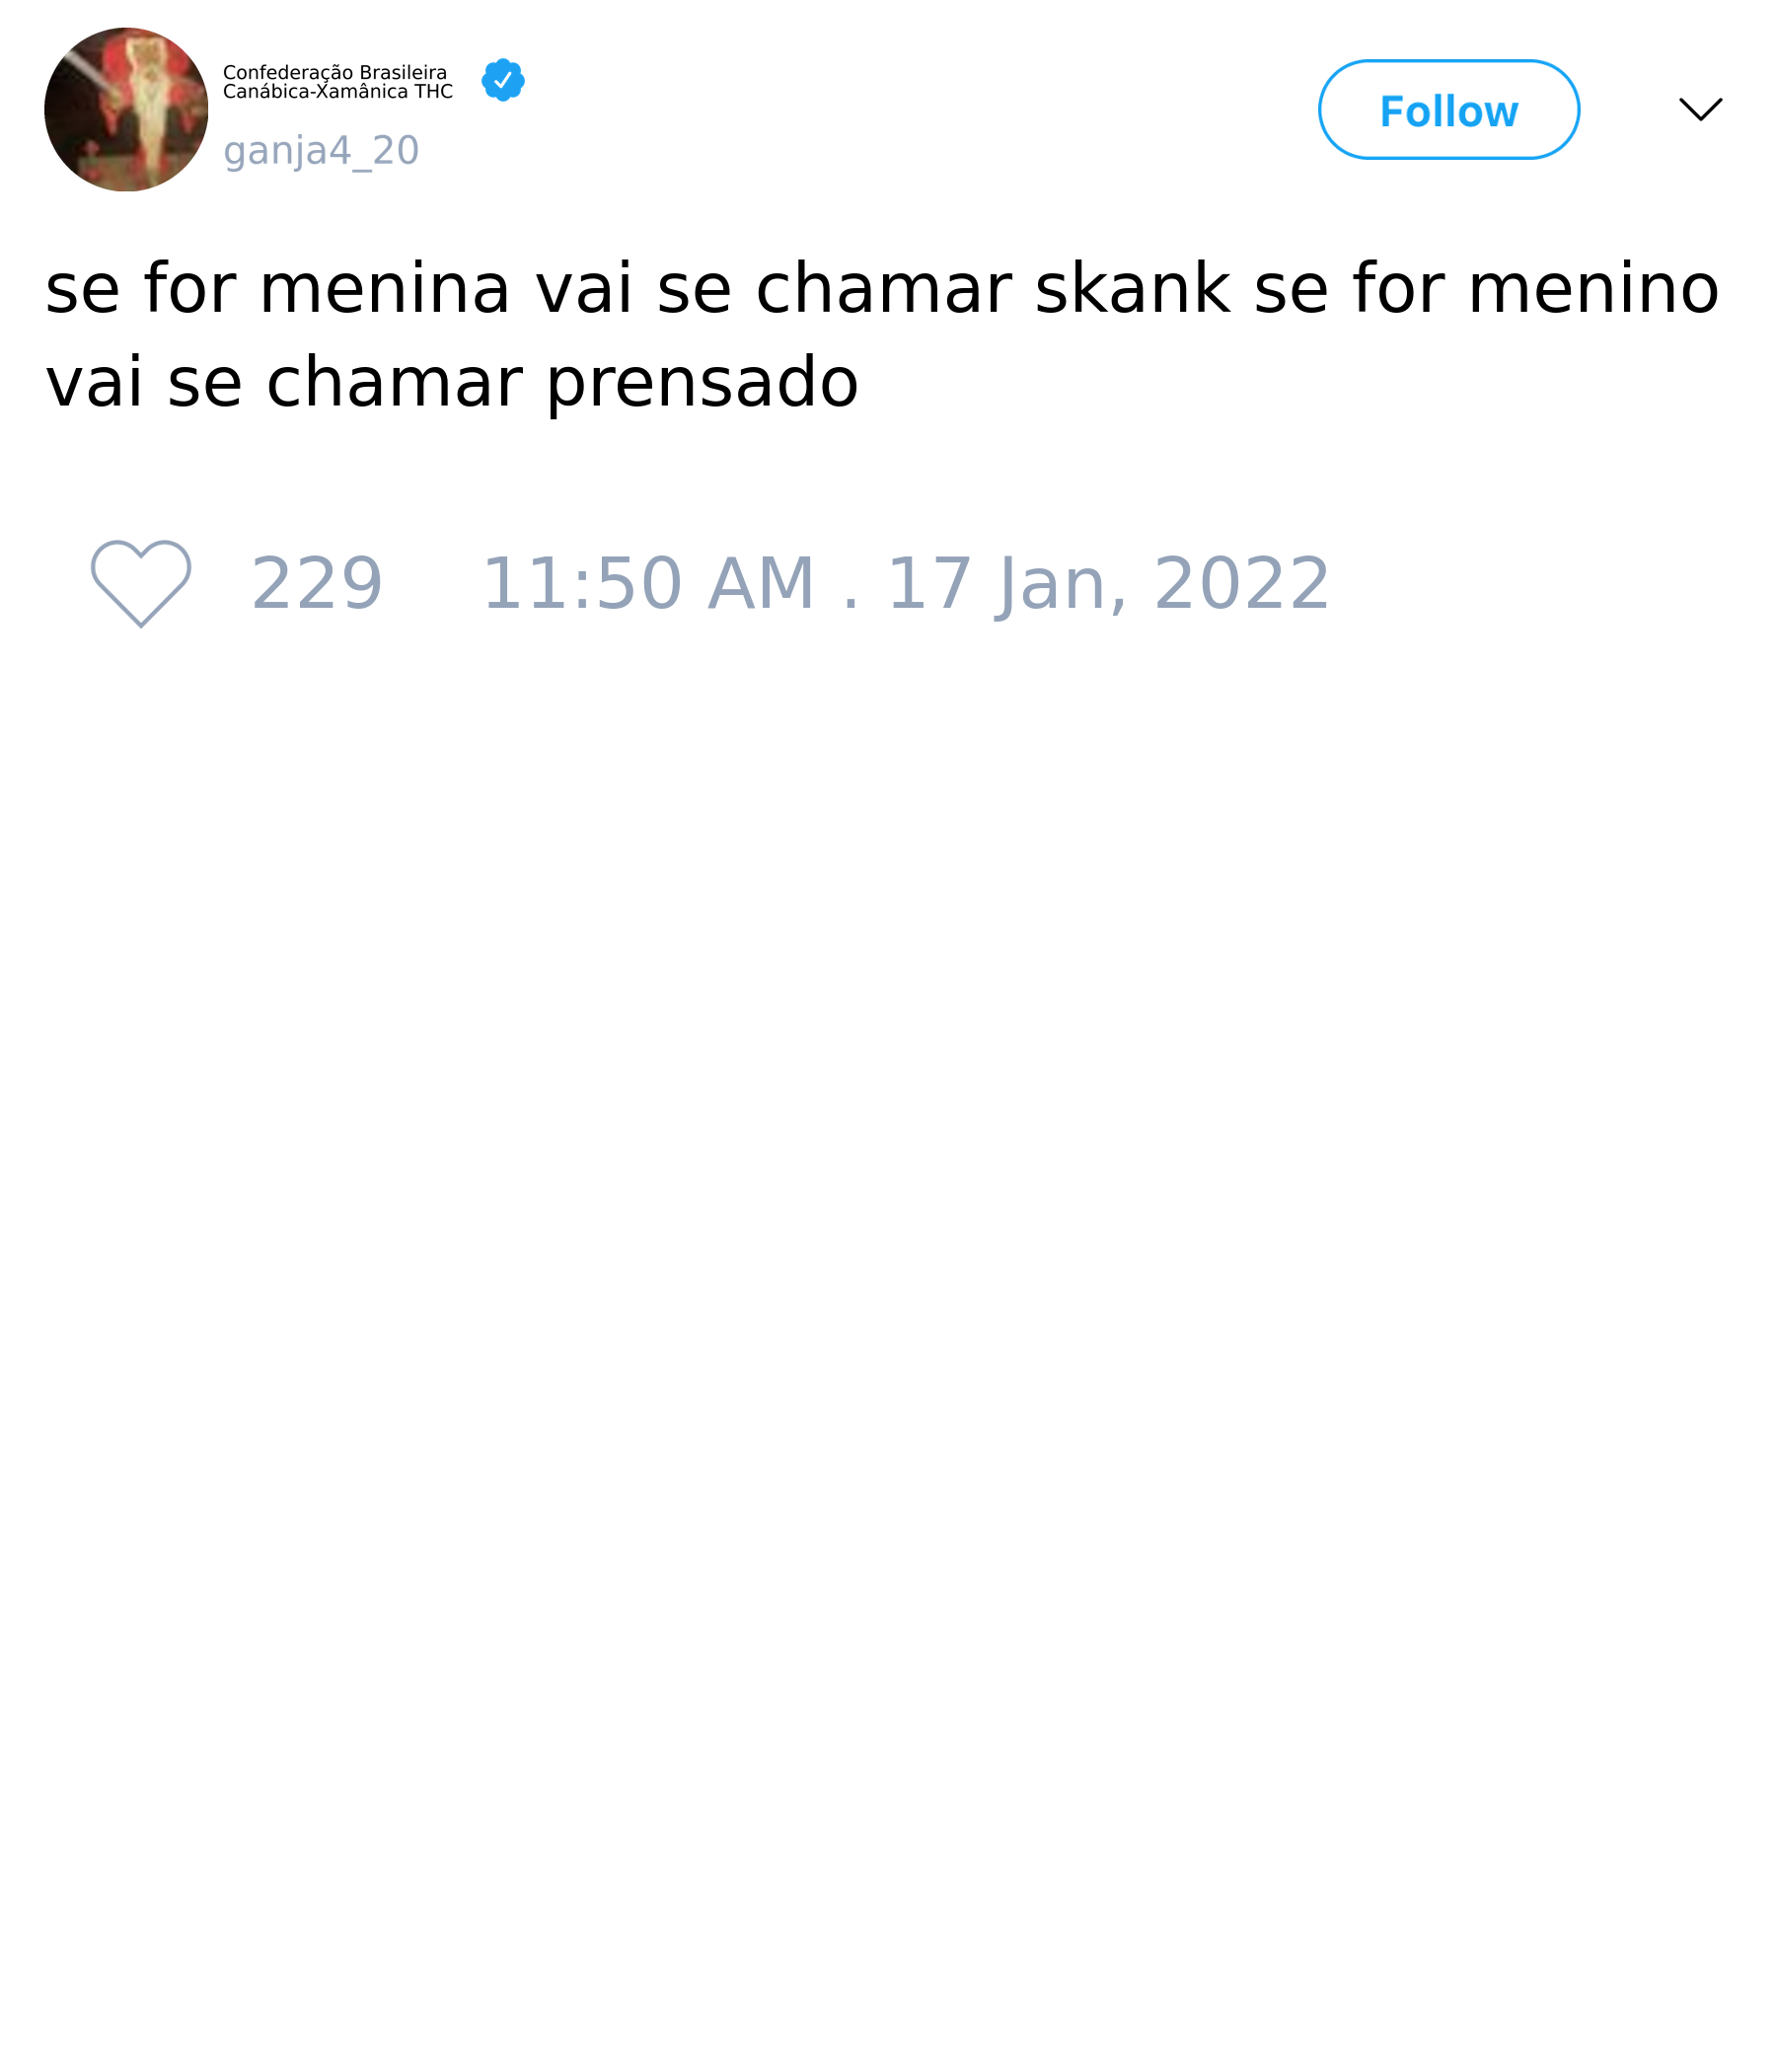 Confederação Brasileira
Canábica-Xamânica THC
ganja4_20
Follow
se for menina vai se chamar skank se for menino
vai se chamar prensado
229 11:50 AM . 17 Jan, 2022